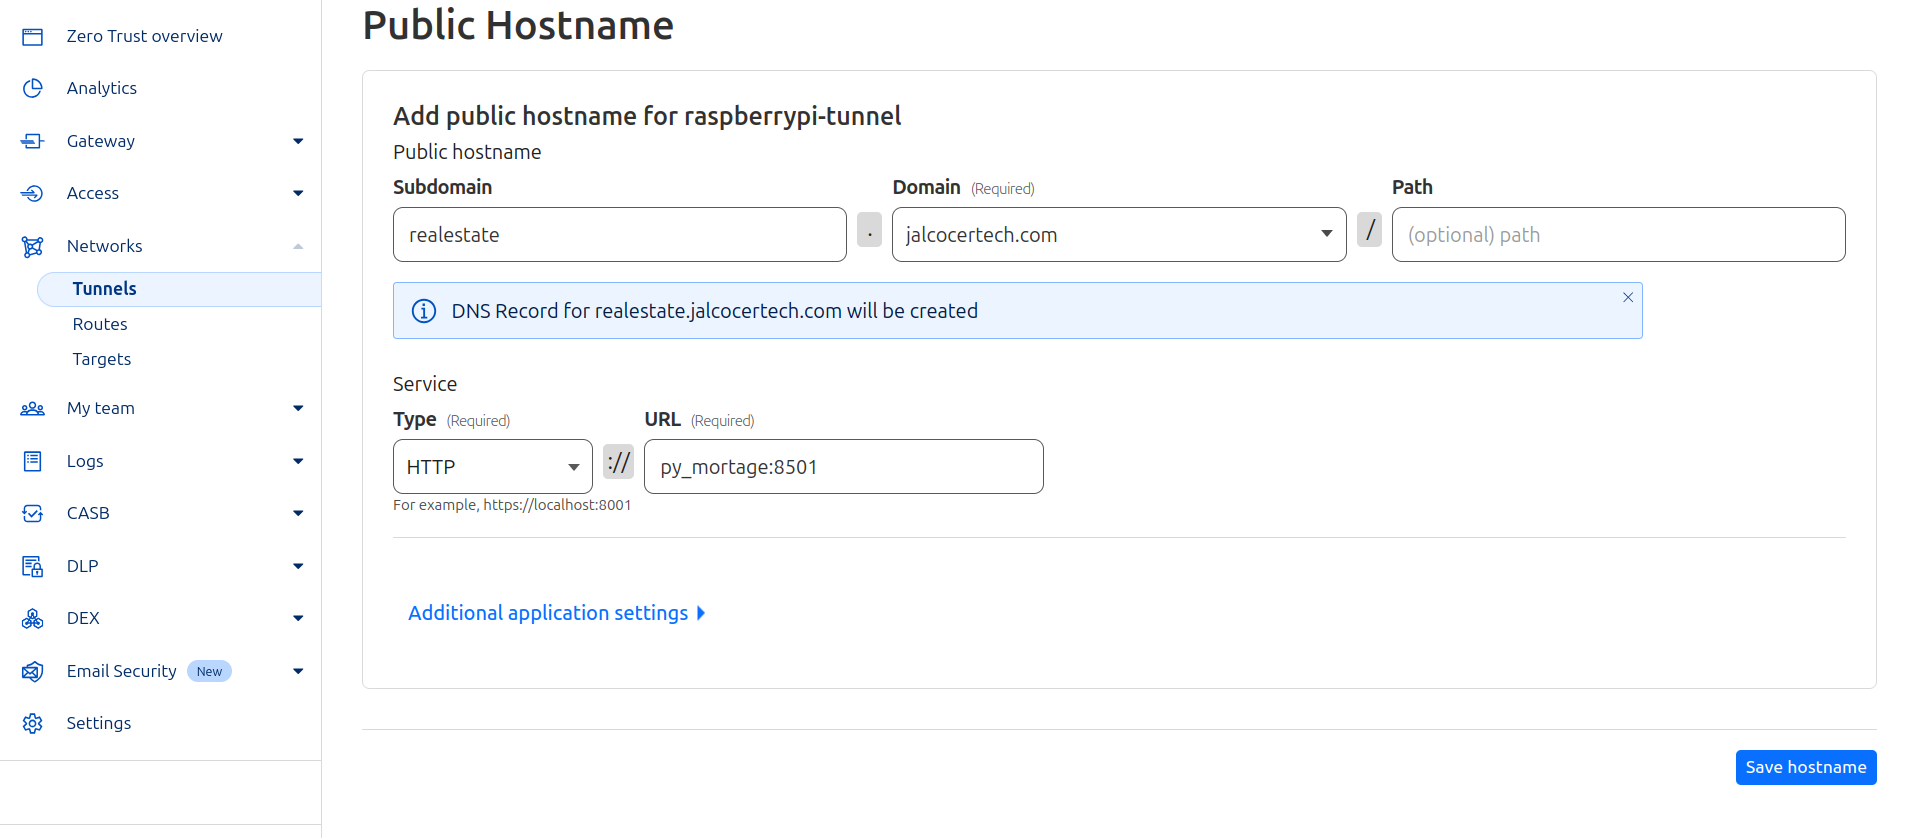 Zero Trust overview
Analytics
Gateway
Access
Networks
Tunnels
Routes
Targets
My team
Logs
CASB
DLP
DEX
Email Security New
Settings
Public Hostname
Add public hostname for raspberrypi-tunnel
Public hostname
Subdomain Domain (Required) Path
realestate . jalcocertech.com / (optional) path
DNS Record for realestate.jalcocertech.com will be created
Service
Type (Required) URL (Required)
HTTP :// py_mortage:8501
For example, https://localhost:8001
Additional application settings
Save hostname